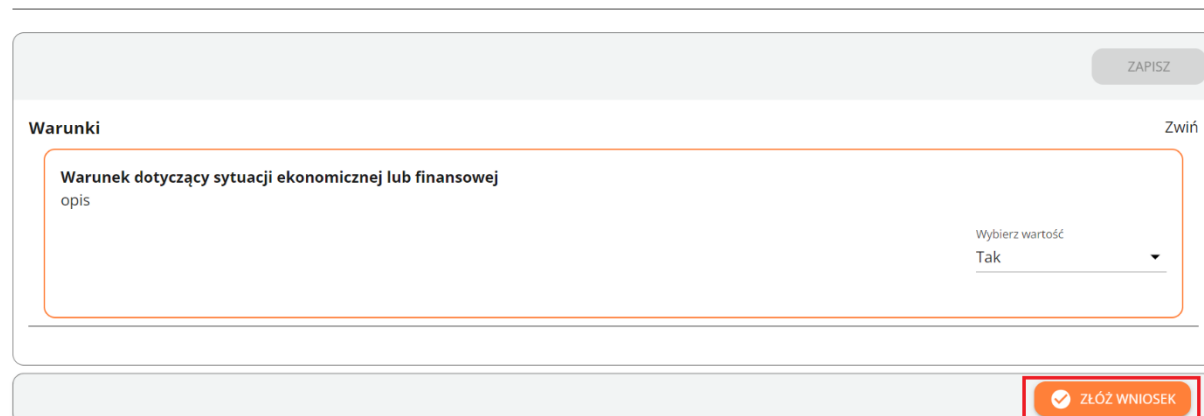 ZAPISZ
Warunki
Zwiń
Warunek dotyczący sytuacji ekonomicznej lub finansowej
opis
Wybierz wartość
Tak
ZŁÓŻ WNIOSEK